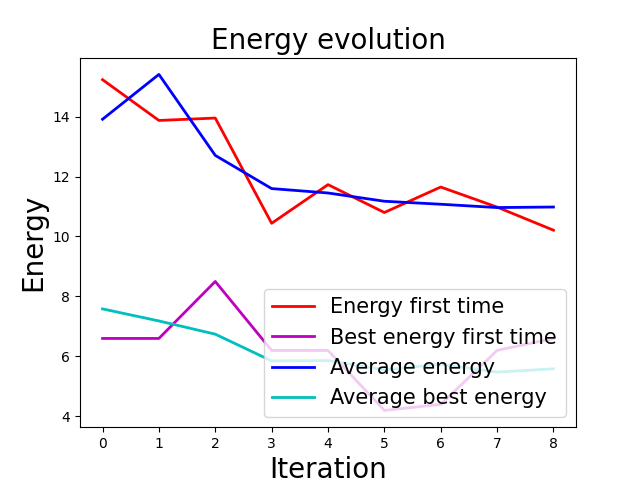 Energy evolution
Energy
14
12
10
8
6
4
Energy first time
Best energy first time
Average energy
Average best energy
0 1 2 3 4 5 6 7 8
Iteration